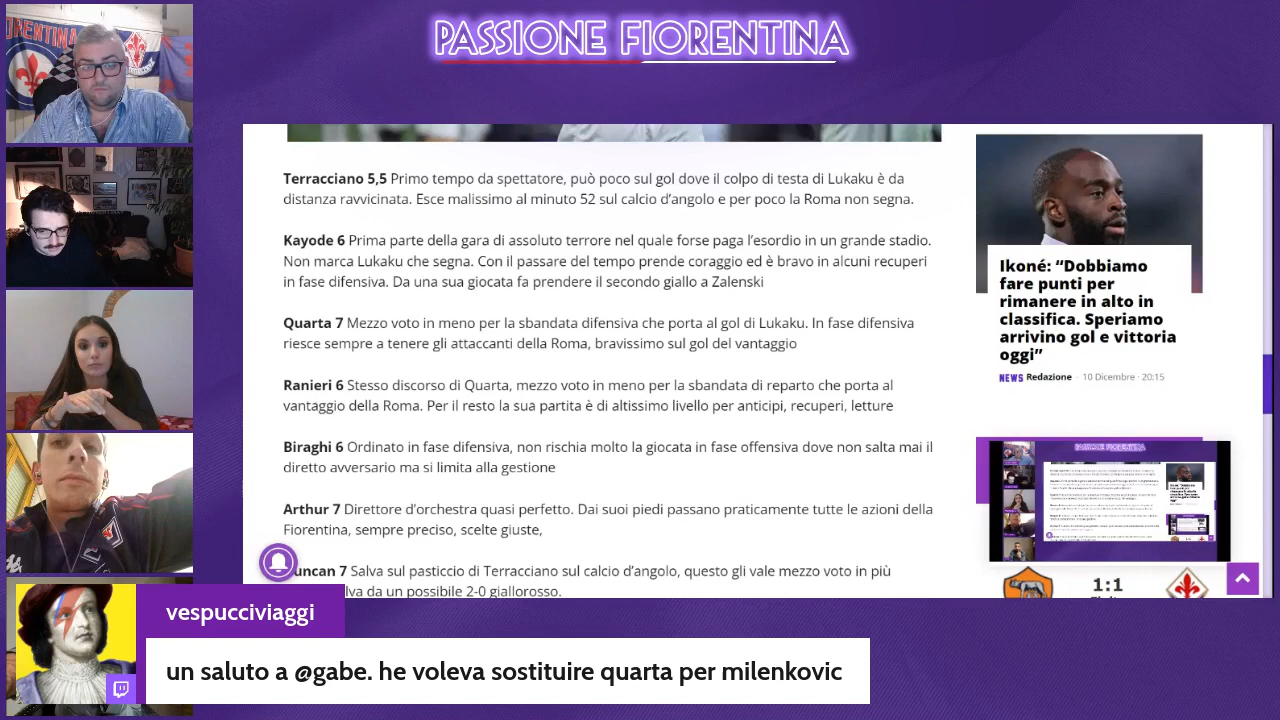 PASSIONE FIORENTINA
Terracciano 5,5 Primo tempo da spettatore, può poco sul gol dove il colpo di testa di Lukaku è da
distanza ravvicinata. Esce malissimo al minuto 52 sul calcio d'angolo e per poco la Roma non segna.
Kayode 6 Prima parte della gara di assoluto terrore nel quale forse paga l'esordio in un grande stadio.
Non marca Lukaku che segna. Con il passare del tempo prende coraggio ed è bravo in alcuni recuperi
in fase difensiva. Da una sua giocata fa prendere il secondo giallo a Zalenski
Quarta 7 Mezzo voto in meno per la sbandata difensiva che porta al gol di Lukaku. In fase difensiva
riesce sempre a tenere gli attaccanti della Roma, bravissimo sul gol del vantaggio
Ranieri 6 Stesso discorso di Quarta, mezzo voto in meno per la sbandata di reparto che porta al
vantaggio della Roma. Per il resto la sua partita è di altissimo livello per anticipi, recuperi, letture
Biraghi 6 Ordinato in fase difensiva, non rischia molto la giocata in fase offensiva dove non salta mai il
diretto avversario ma si limita alla gestione
Arthur 7 Direttore d'orchestra quasi perfetto. Dai suoi piedi passano praticamente tutte le azioni della
Fiorentina, sempre preciso, scelte giuste,
uncan 7 Salva sul pasticcio di Terracciano sul calcio d'angolo, questo gli vale mezzo voto in più
lva da un possibile 2-0 giallorosso.
Ikoné: “Dobbiamo
fare punti per
rimanere in alto in
classifica. Speriamo
arrivino gol e vittoria
oggi”
NEWS Redazione - 10 Dicembre · 20:15
1:1
vespucciviaggi
un saluto a @gabe. he voleva sostituire quarta per milenkovic